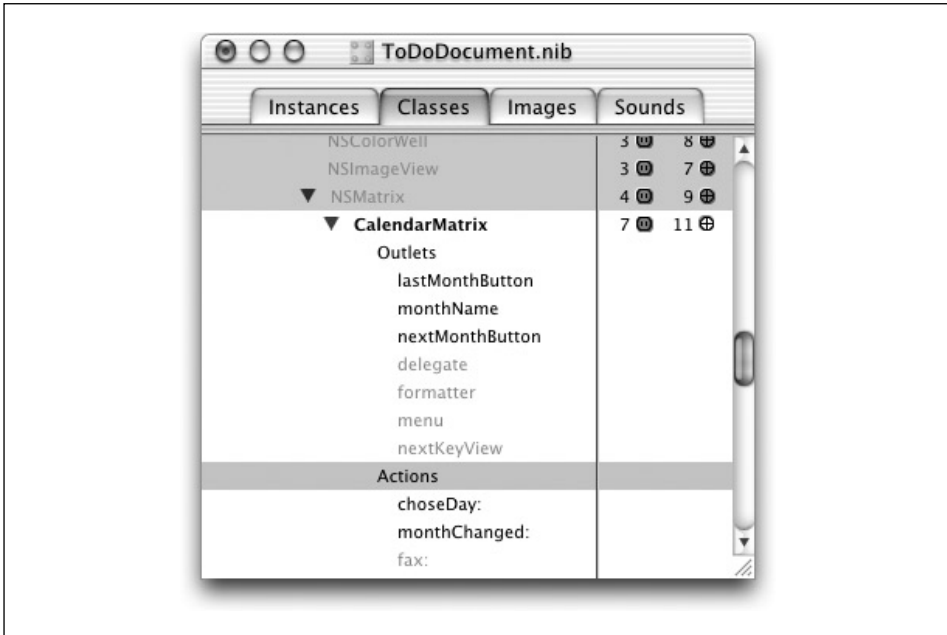 ToDoDocument.nib
Instances Classes Images Sounds
NSColorWell 3 8
NSImageView 3 7
NSMatrix 4 9
CalendarMatrix 7 11
Outlets
lastMonthButton
monthName
nextMonthButton
delegate
formatter
menu
nextKeyView
Actions
choseDay:
monthChanged:
fax: